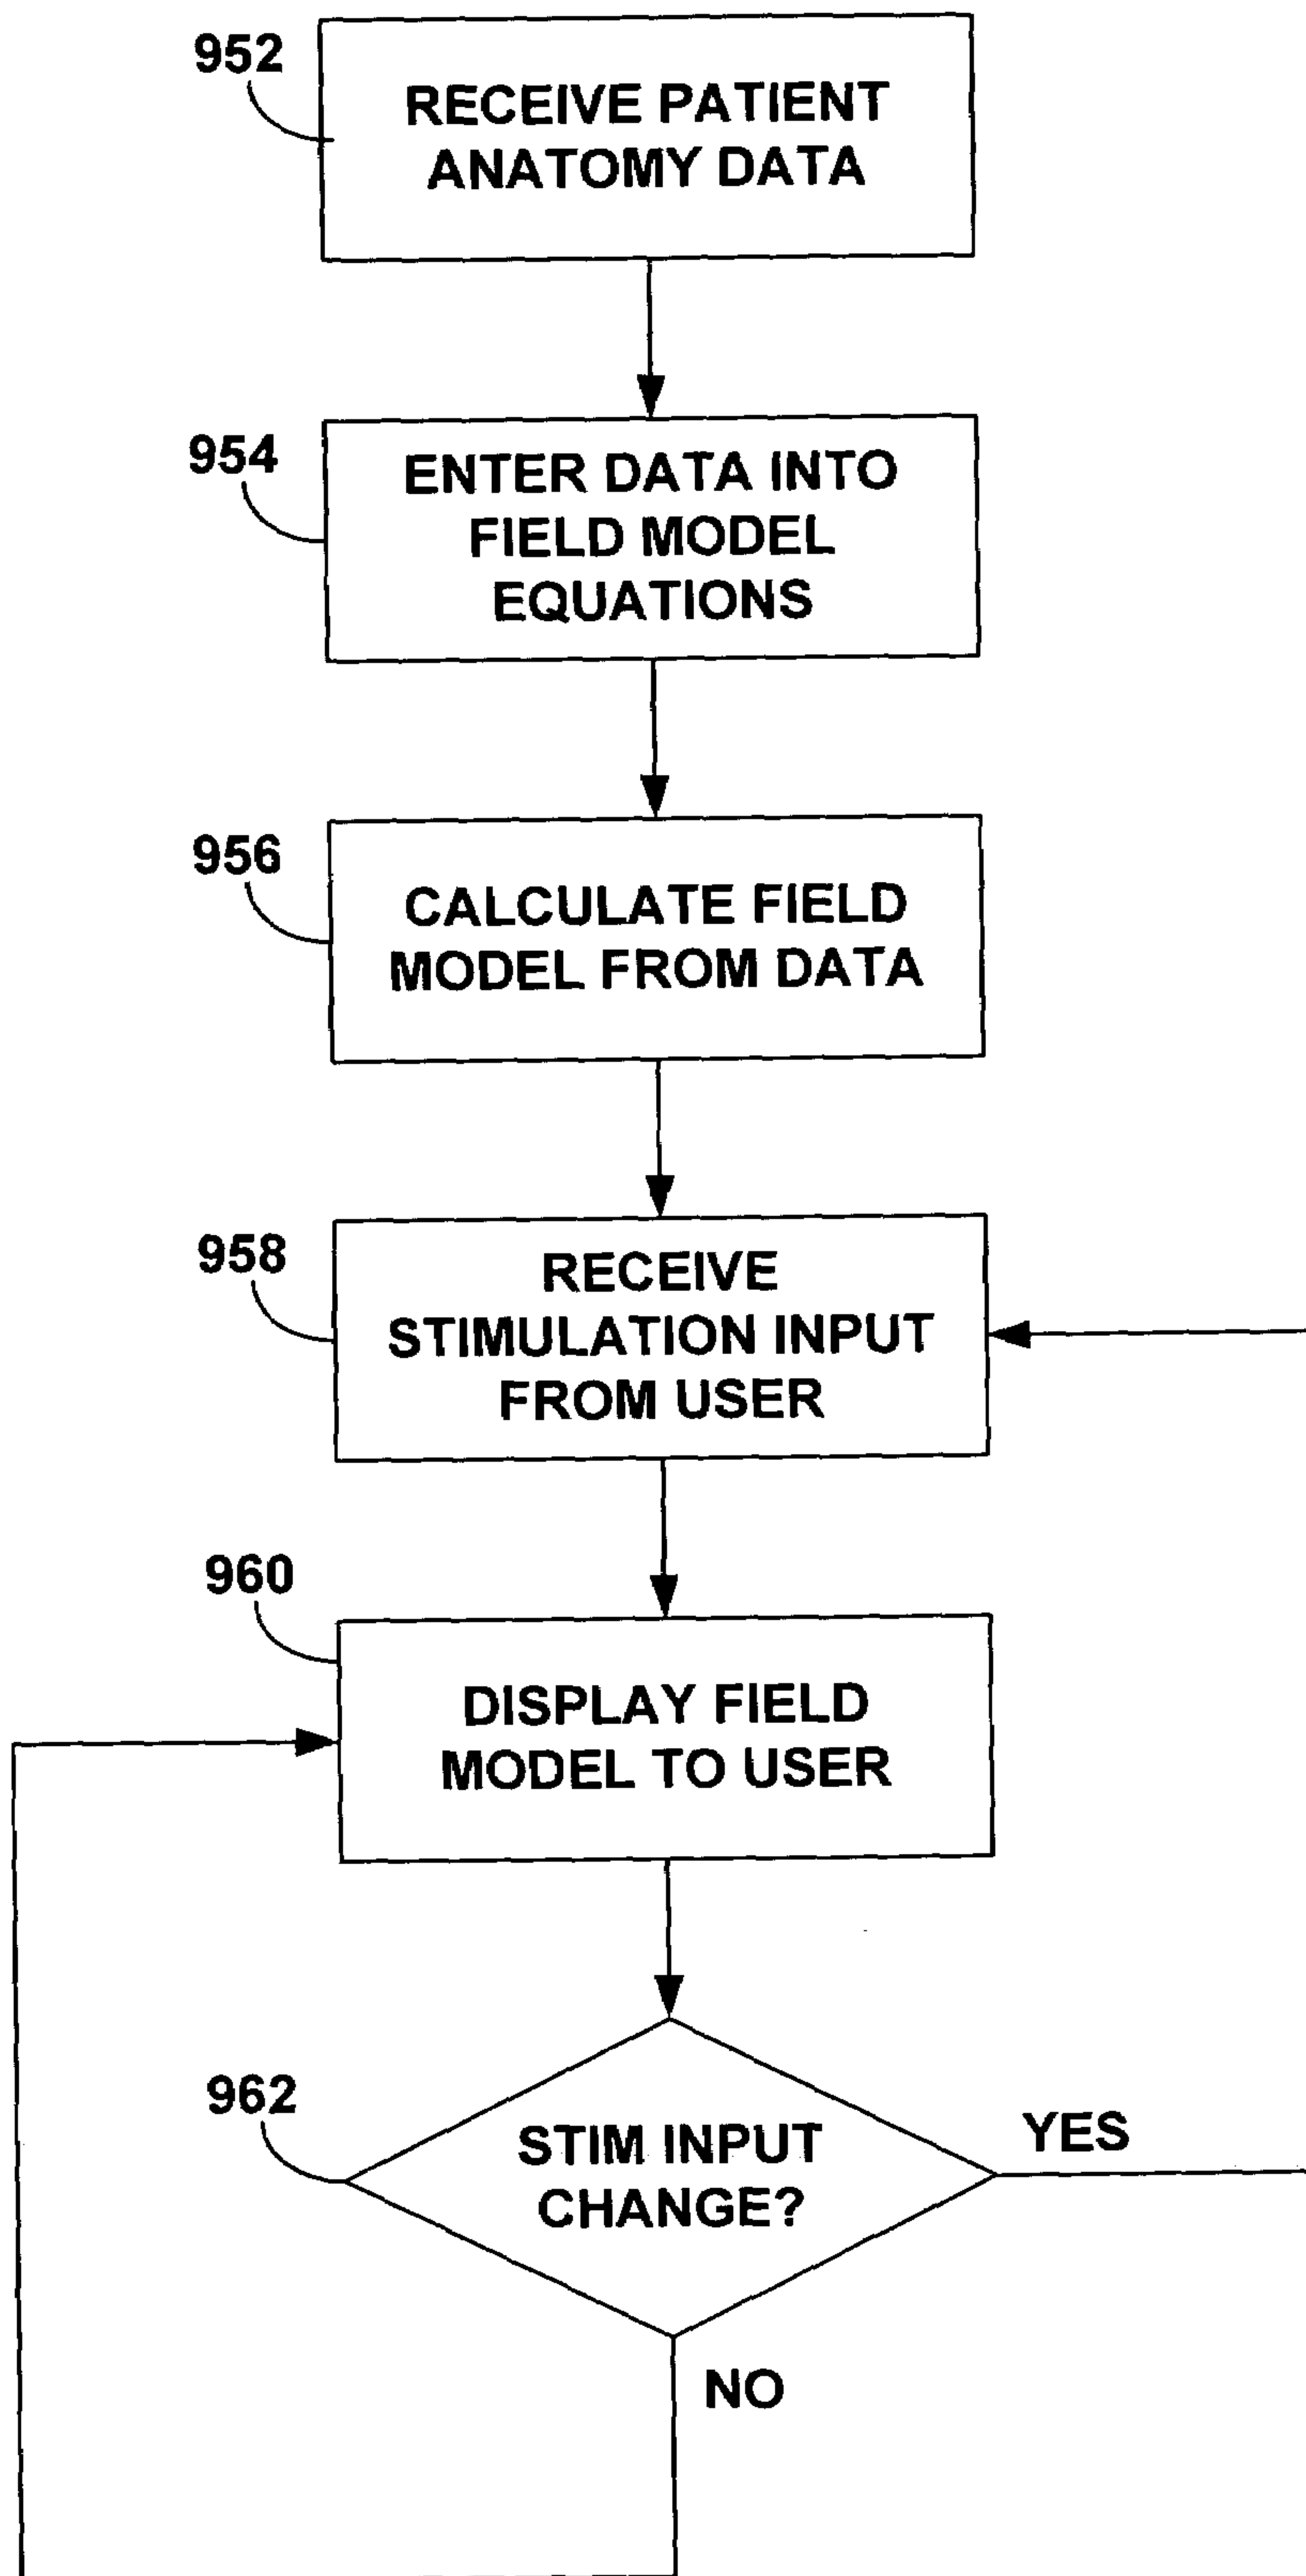 952
RECEIVE PATIENT
ANATOMY DATA
954
ENTER DATA INTO
FIELD MODEL
EQUATIONS
956
CALCULATE FIELD
MODEL FROM DATA
958
RECEIVE
STIMULATION INPUT
FROM USER
960
DISPLAY FIELD
MODEL TO USER
962
STIM INPUT
CHANGE?
YES
NO